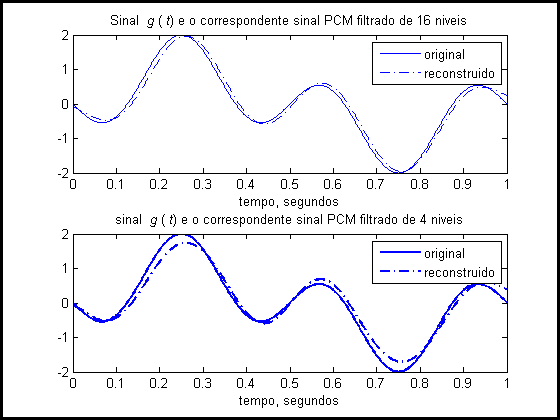 Sinal g ( t) e o correspondente sinal PCM filtrado de 16 niveis
2
1
0
-1
-2
original
reconstruido
0 0.1 0.2 0.3 0.4 0.5 0.6 0.7 0.8 0.9 1
tempo, segundos
sinal g ( t) e o correspondente sinal PCM filtrado de 4 niveis
2
1
0
-1
-2
original
reconstruido
0 0.1 0.2 0.3 0.4 0.5 0.6 0.7 0.8 0.9 1
tempo, segundos